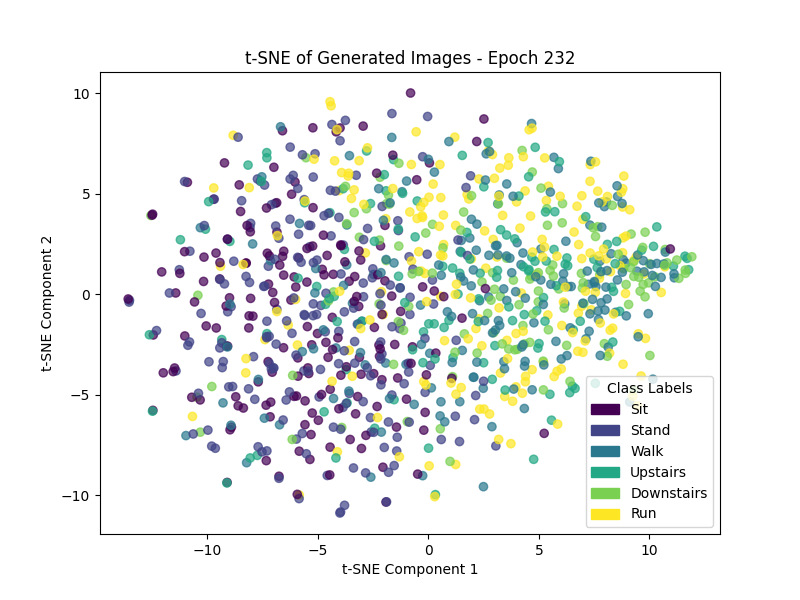 t-SNE of Generated Images - Epoch 232
t-SNE Component 2
10
5
0
−5
−10
−10
−5
0
5
10
t-SNE Component 1
Class Labels
Sit
Stand
Walk
Upstairs
Downstairs
Run